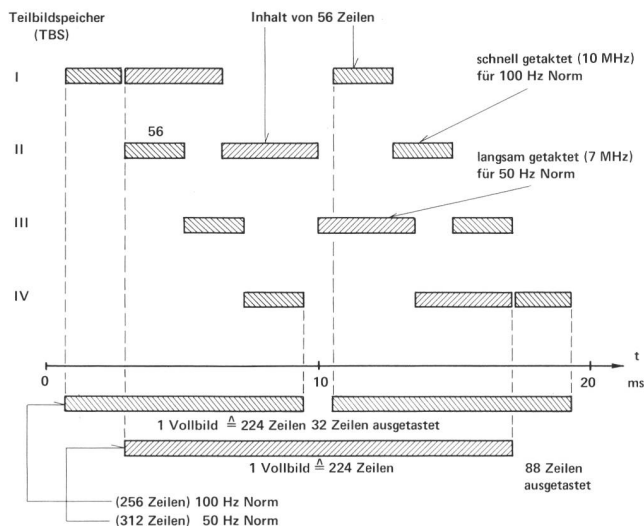 Teilbildspeicher
(TBS)
Inhalt von 56 Zeilen
schnell getaktet (10 MHz)
für 100 Hz Norm
I
56
II
langsam getaktet (7 MHz)
für 50 Hz Norm
III
IV
t
0
10
20
ms
1 Vollbild ≙ 224 Zeilen 32 Zeilen ausgetastet
1 Vollbild ≙ 224 Zeilen
88 Zeilen
ausgetastet
(256 Zeilen) 100 Hz Norm
(312 Zeilen) 50 Hz Norm